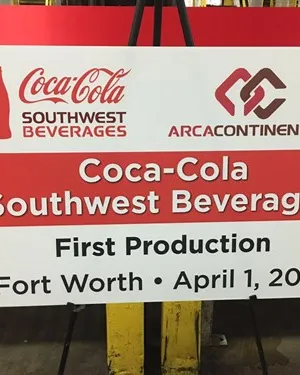 Coca-Cola
SOUTHWEST
BEVERAGES
ARCACONTINEN
Coca-Cola
Southwest Beverag
First Production
Fort Worth • April 1, 20